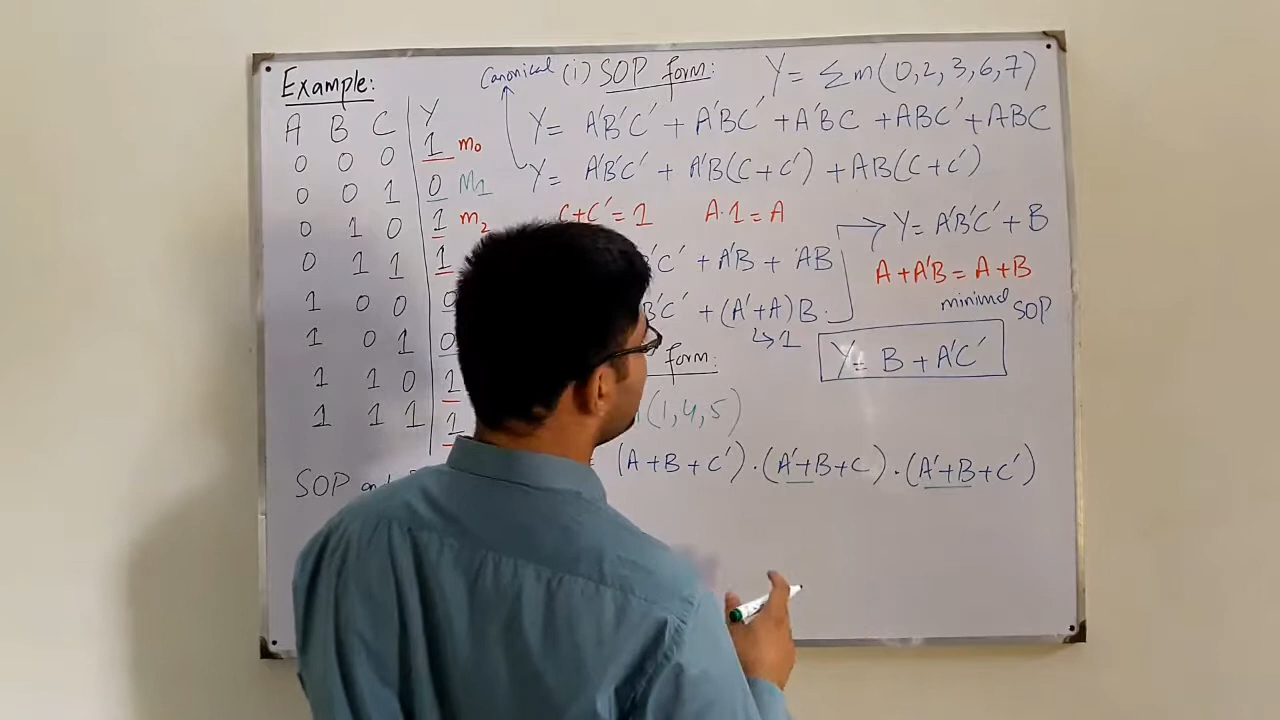 Example:
A B C Y
0 0 0 1 m0
0 0 1 0 M1
0 1 0 1 m2
0 1 1 1
1 0 0 0
1 0 1 0
1 1 0 1
1 1 1 1
SOP and
Canonical (i) SOP form: Y = Σm(0,2,3,6,7)
Y = A'B'C' + A'BC' + A'BC + ABC' + ABC
Y = A'B'C' + A'B(C+C') + AB(C+C')
C+C' = 1 A·1 = A
B'C' + A'B + AB
B'C' + (A'+A)B
↳1
→ Y = A'B'C' + B
A + A'B = A + B
minimal SOP
Y = B + A'C'
form:
(1,4,5)
= (A+B+C')·(A'+B+C)·(A'+B+C')